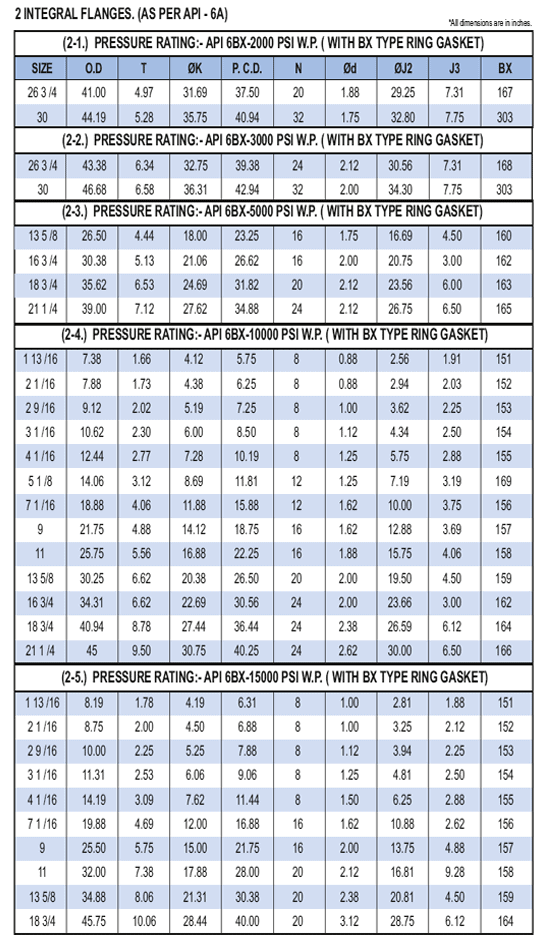 2 INTEGRAL FLANGES. (AS PER API - 6A)
*All dimensions are in inches.
(2-1.) PRESSURE RATING:- API 6BX-2000 PSI W.P. ( WITH BX TYPE RING GASKET)
SIZE O.D T ØK P. C.D. N Ød ØJ2 J3 BX
26 3 /4 41.00 4.97 31.69 37.50 20 1.88 29.25 7.31 167
30 44.19 5.28 35.75 40.94 32 1.75 32.80 7.75 303
(2-2.) PRESSURE RATING:- API 6BX-3000 PSI W.P. ( WITH BX TYPE RING GASKET)
26 3/4 43.38 6.34 32.75 39.38 24 2.12 30.56 7.31 168
30 46.68 6.58 36.31 42.94 32 2.00 34.30 7.75 303
(2-3.) PRESSURE RATING:- API 6BX-5000 PSI W.P. ( WITH BX TYPE RING GASKET)
13 5/8 26.50 4.44 18.00 23.25 16 1.75 16.69 4.50 160
16 3/4 30.38 5.13 21.06 26.62 16 2.00 20.75 3.00 162
18 3/4 35.62 6.53 24.69 31.82 20 2.12 23.56 6.00 163
21 1/4 39.00 7.12 27.62 34.88 24 2.12 26.75 6.50 165
(2-4.) PRESSURE RATING:- API 6BX-10000 PSI W.P. ( WITH BX TYPE RING GASKET)
1 13/16 7.38 1.66 4.12 5.75 8 0.88 2.56 1.91 151
2 1 /16 7.88 1.73 4.38 6.25 8 0.88 2.94 2.03 152
2 9 /16 9.12 2.02 5.19 7.25 8 1.00 3.62 2.25 153
3 1/16 10.62 2.30 6.00 8.50 8 1.12 4.34 2.50 154
4 1 /16 12.44 2.77 7.28 10.19 8 1.25 5.75 2.88 155
5 1/8 14.06 3.12 8.69 11.81 12 1.25 7.19 3.19 169
7 1/16 18.88 4.06 11.88 15.88 12 1.62 10.00 3.75 156
9 21.75 4.88 14.12 18.75 16 1.62 12.88 3.69 157
11 25.75 5.56 16.88 22.25 16 1.88 15.75 4.06 158
13 5/8 30.25 6.62 20.38 26.50 20 2.00 19.50 4.50 159
16 3/4 34.31 6.62 22.69 30.56 24 2.00 23.66 3.00 162
18 3/4 40.94 8.78 27.44 36.44 24 2.38 26.59 6.12 164
21 1 /4 45 9.50 30.75 40.25 24 2.62 30.00 6.50 166
(2-5.) PRESSURE RATING:- API 6BX-15000 PSI W.P. ( WITH BX TYPE RING GASKET)
1 13 /16 8.19 1.78 4.19 6.31 8 1.00 2.81 1.88 151
2 1/16 8.75 2.00 4.50 6.88 8 1.00 3.25 2.12 152
2 9 /16 10.00 2.25 5.25 7.88 8 1.12 3.94 2.25 153
3 1 /16 11.31 2.53 6.06 9.06 8 1.25 4.81 2.50 154
4 1 /16 14.19 3.09 7.62 11.44 8 1.50 6.25 2.88 155
7 1/16 19.88 4.69 12.00 16.88 16 1.62 10.88 2.62 156
9 25.50 5.75 15.00 21.75 16 2.00 13.75 4.88 157
11 32.00 7.38 17.88 28.00 20 2.12 16.81 9.28 158
13 5/8 34.88 8.06 21.31 30.38 20 2.38 20.81 4.50 159
18 3/4 45.75 10.06 28.44 40.00 20 3.12 28.75 6.12 164